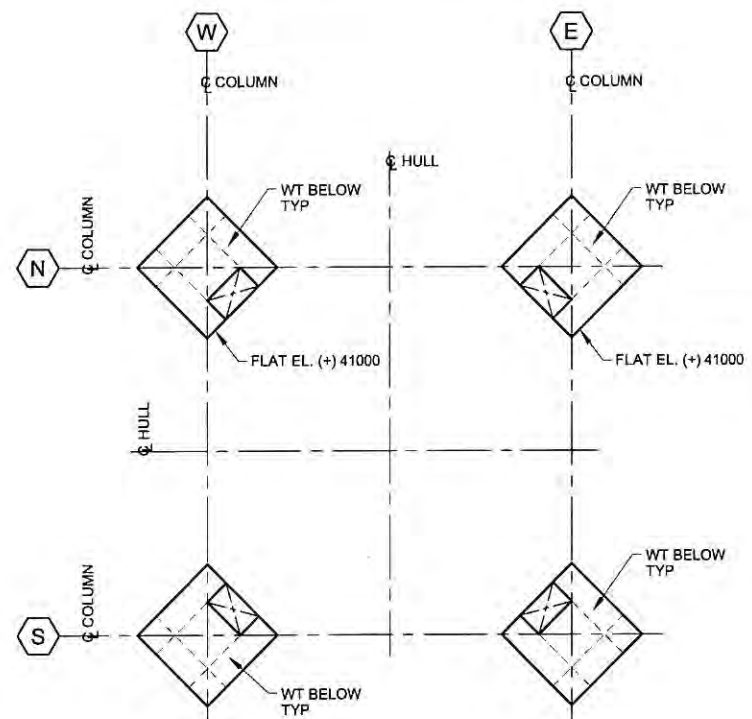 W
E
℄ COLUMN
℄ COLUMN
℄ HULL
WT BELOW
TYP
WT BELOW
TYP
℄ COLUMN
N
FLAT EL. (+) 41000
FLAT EL. (+) 41000
℄ HULL
WT BELOW
TYP
℄ COLUMN
S
WT BELOW
TYP